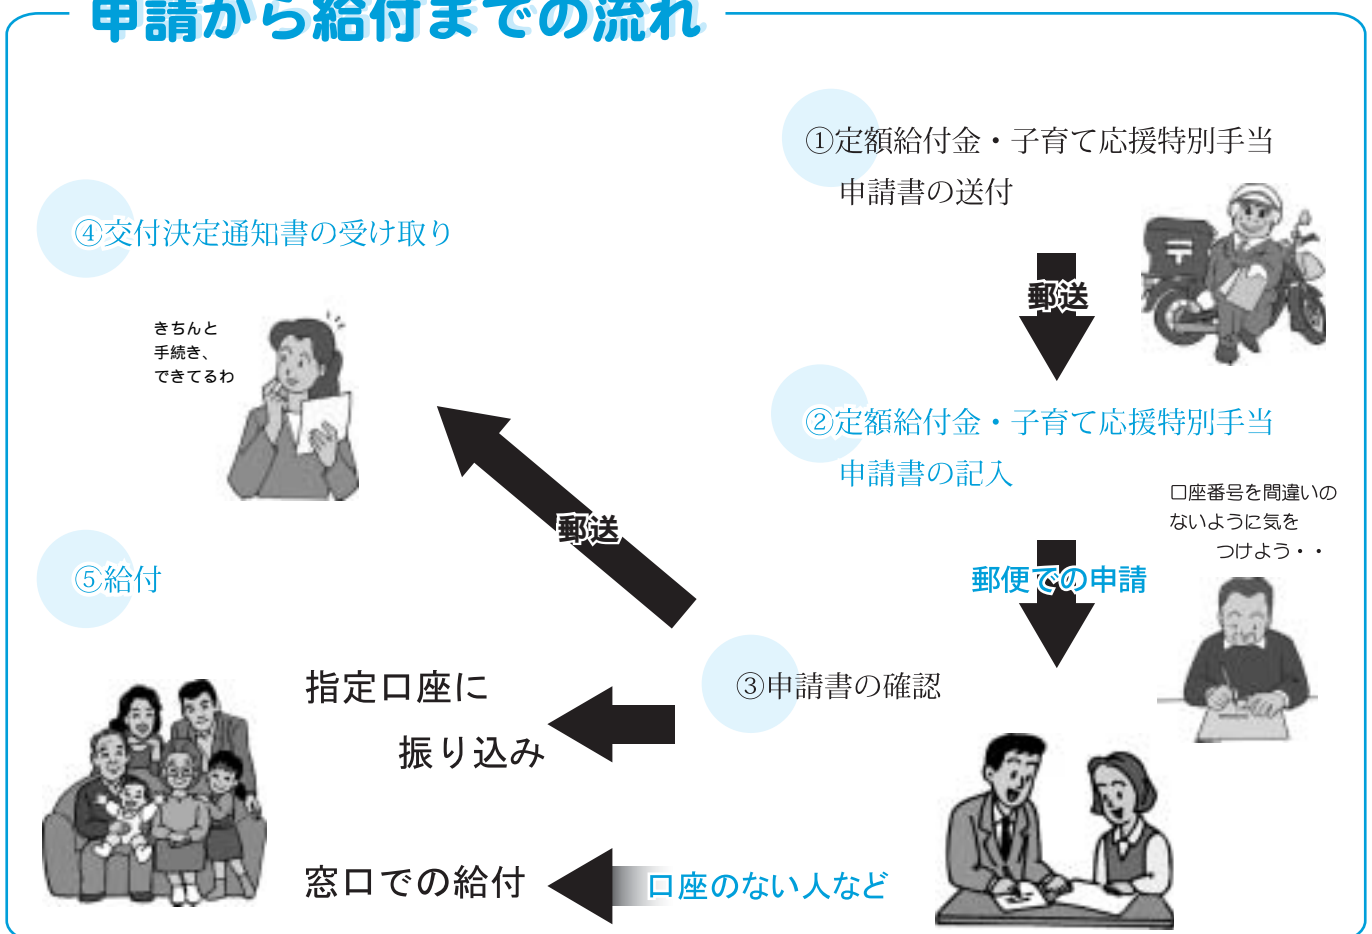 申請から給付までの流れ
①定額給付金・子育て応援特別手当
申請書の送付
郵送
②定額給付金・子育て応援特別手当
申請書の記入
口座番号を間違いの
ないように気を
つけよう・・
郵便での申請
③申請書の確認
郵送
④交付決定通知書の受け取り
きちんと
手続き、
できてるわ
⑤給付
指定口座に
振り込み
窓口での給付
口座のない人など